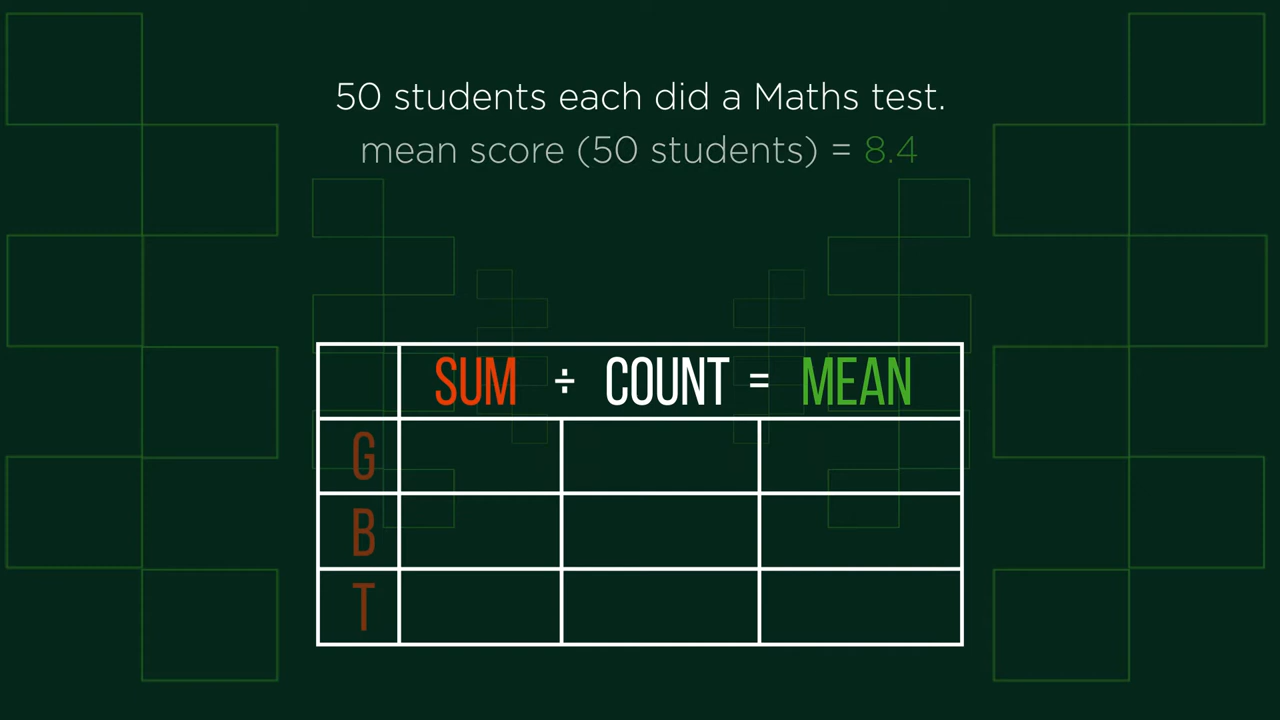 50 students each did a Maths test.
mean score (50 students) = 8.4
SUM ÷ COUNT = MEAN
G
B
T